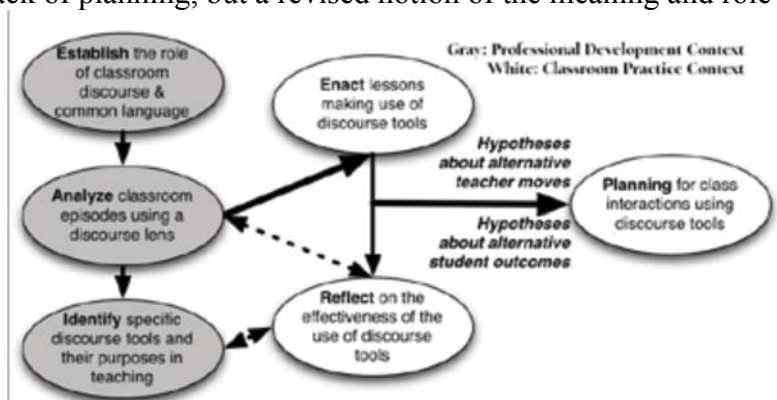 ack of planning, but a revised notion of the meaning and role
Gray: Professional Development Context
White: Classroom Practice Context
Establish the role
of classroom
discourse &
common language
Enact lessons
making use of
discourse tools
Hypotheses
about alternative
teacher moves
Analyze classroom
episodes using a
discourse lens
Planning for class
interactions using
discourse tools
Hypotheses
about alternative
student outcomes
Identify specific
discourse tools and
their purposes in
teaching
Reflect on the
effectiveness of the
use of discourse
tools